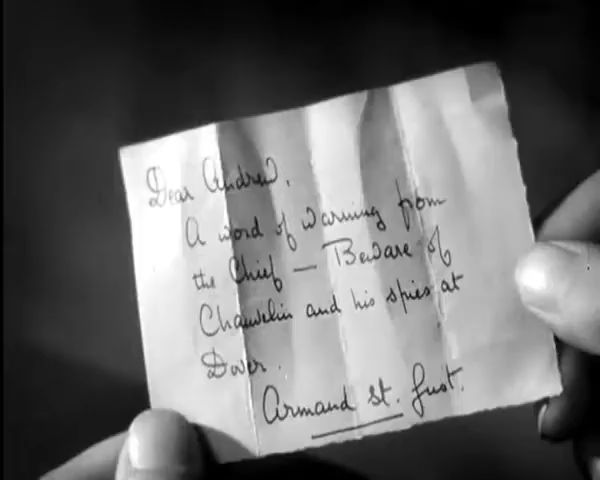 Dear Andrew,
A word of warning from
the Chief — Beware of
Chauvelin and his spies at
Dover.
Armand St. Just.